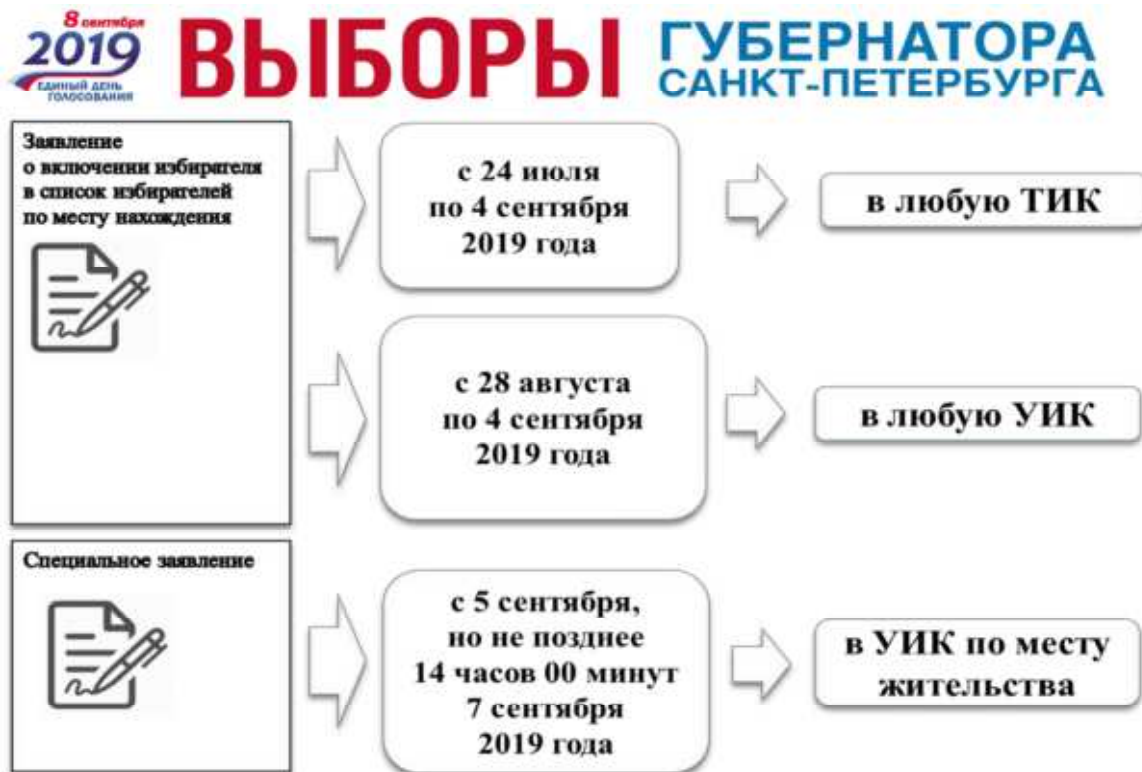 8 сентября
2019
ЕДИНЫЙ ДЕНЬ
ГОЛОСОВАНИЯ
ВЫБОРЫ
ГУБЕРНАТОРА
САНКТ-ПЕТЕРБУРГА
Заявление
о включении избирателя
в список избирателей
по месту нахождения
с 24 июля
по 4 сентября
2019 года
в любую ТИК
с 28 августа
по 4 сентября
2019 года
в любую УИК
Специальное заявление
с 5 сентября,
но не позднее
14 часов 00 минут
7 сентября
2019 года
в УИК по месту
жительства